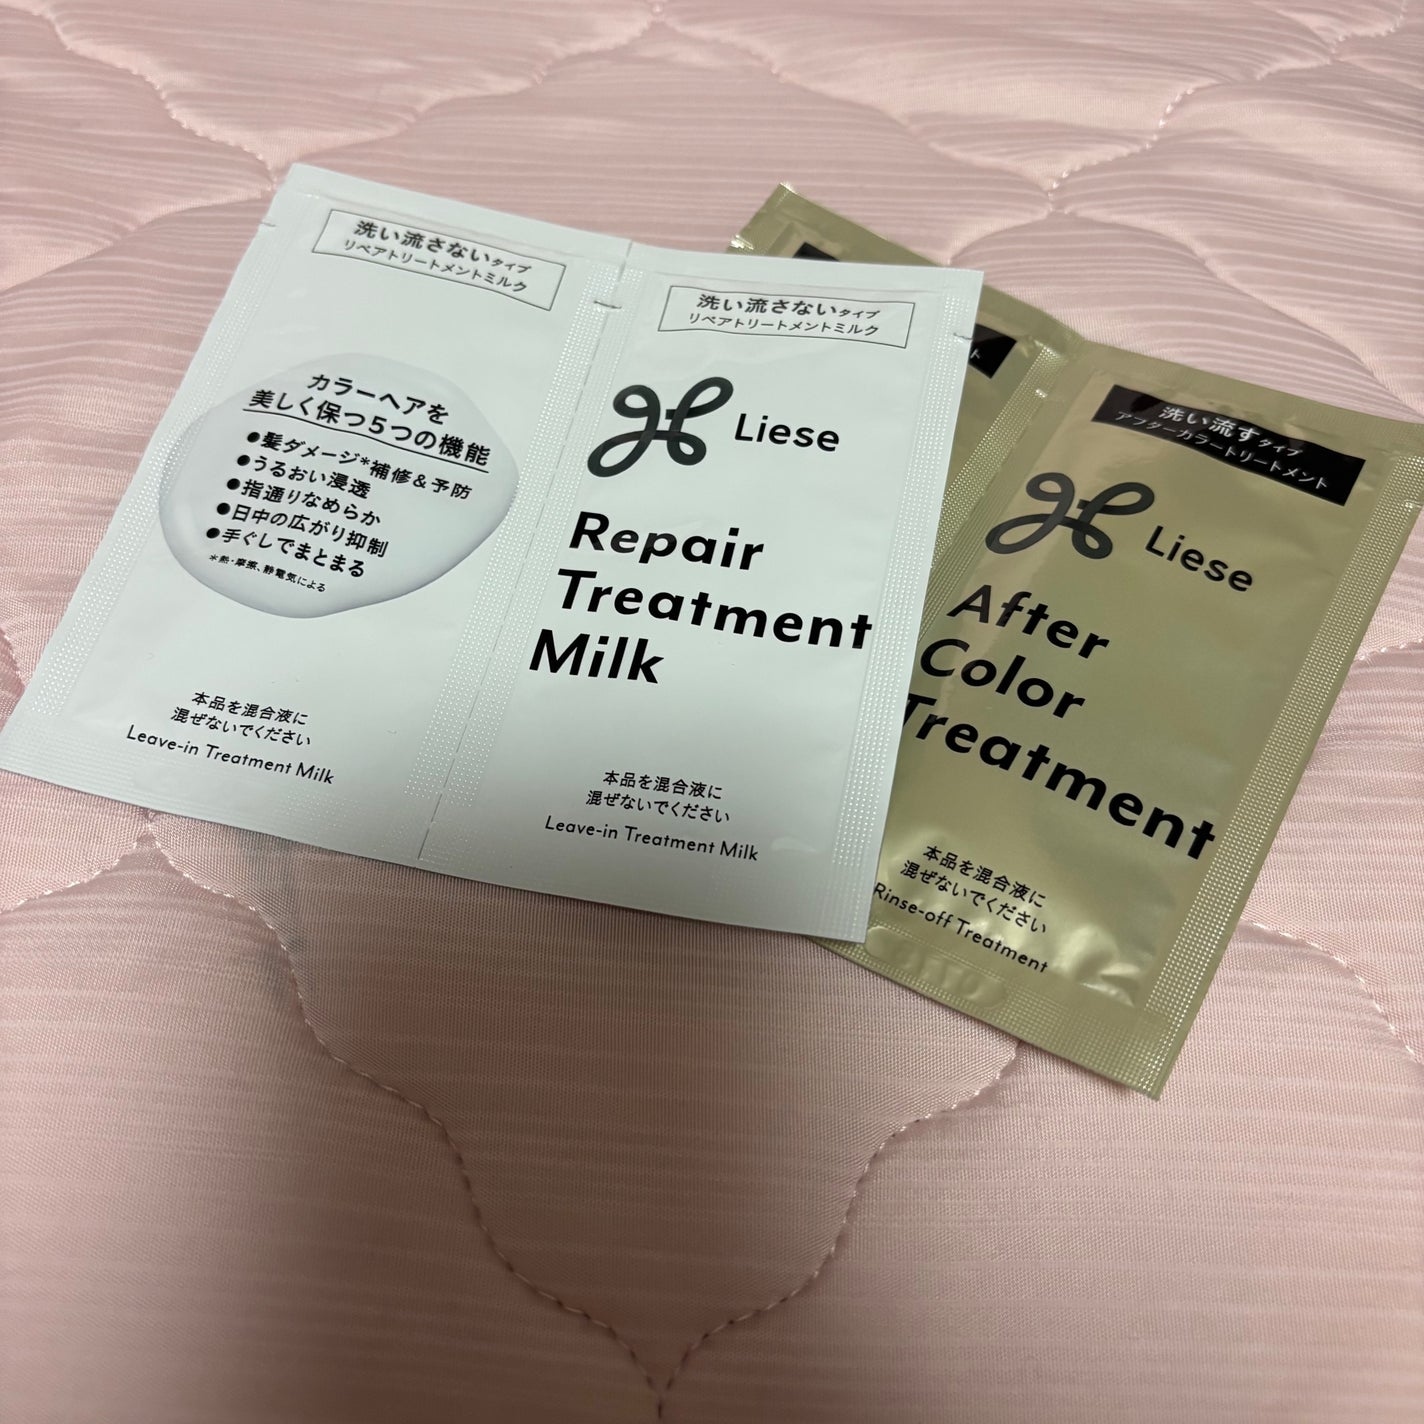 洗い流さないタイプ
リペアトリートメントミルク
カラーヘアを
美しく保つ5つの機能
●髪ダメージ*補修＆予防
●うるおい浸透
●指通りなめらか
●日中の広がり抑制
●手ぐしでまとまる
*熱・摩擦、静電気による
本品を混合液に
混ぜないでください
Leave-in Treatment Milk
洗い流さないタイプ
リペアトリートメントミルク
Liese
Repair
Treatment
Milk
本品を混合液に
混ぜないでください
Leave-in Treatment Milk
ト
洗い流すタイプ
アフターカラートリートメント
Liese
After
Color
Treatment
本品を混合液に
混ぜないでください
Rinse-off Treatment